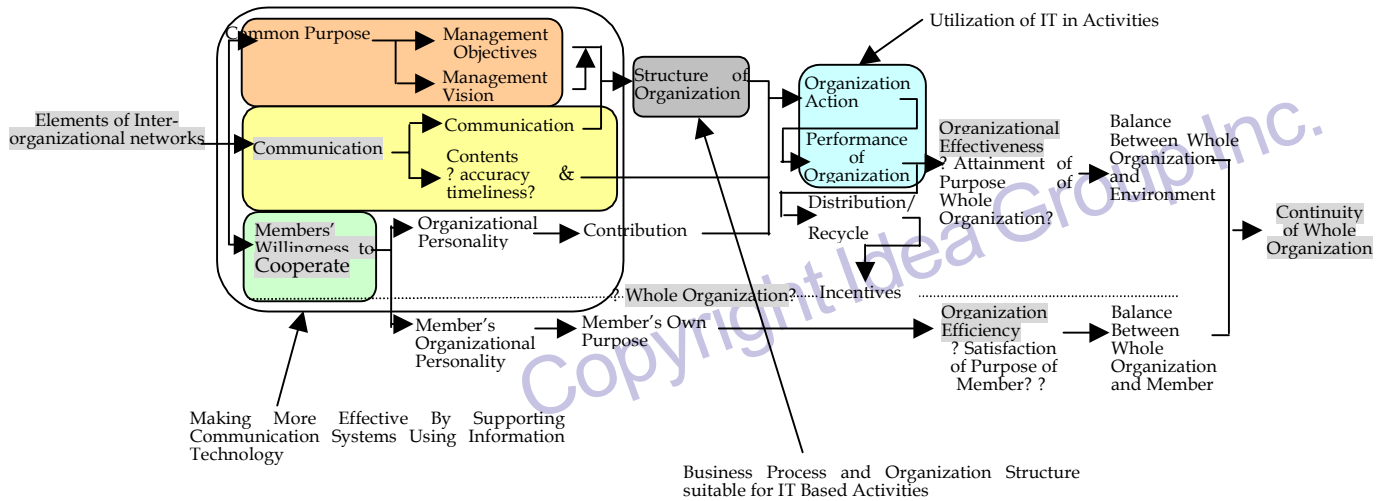 Utilization of IT in Activities
Common Purpose
Management
Objectives
Management
Vision
Structure of
Organization
Organization
Action
Performance
of
Organization
Elements of Inter-
organizational networks
Communication
Communication
Contents
? accuracy &
timeliness?
Organizational
Effectiveness
? Attainment of
Purpose of
Whole
Organization?
Balance
Between Whole
Organization
and
Environment
Members’
Willingness to
Cooperate
Organizational
Personality
Contribution
Distribution/
Recycle
Continuity
of Whole
Organization
? Whole Organization?
Incentives
Member’s
Organizational
Personality
Member’s Own
Purpose
Organization
Efficiency
? Satisfaction
of Purpose of
Member? ?
Balance
Between
Whole
Organization
and Member
Making More Effective By Supporting
Communication Systems Using Information
Technology
Business Process and Organization Structure
suitable for IT Based Activities
Copyright Idea Group Inc.